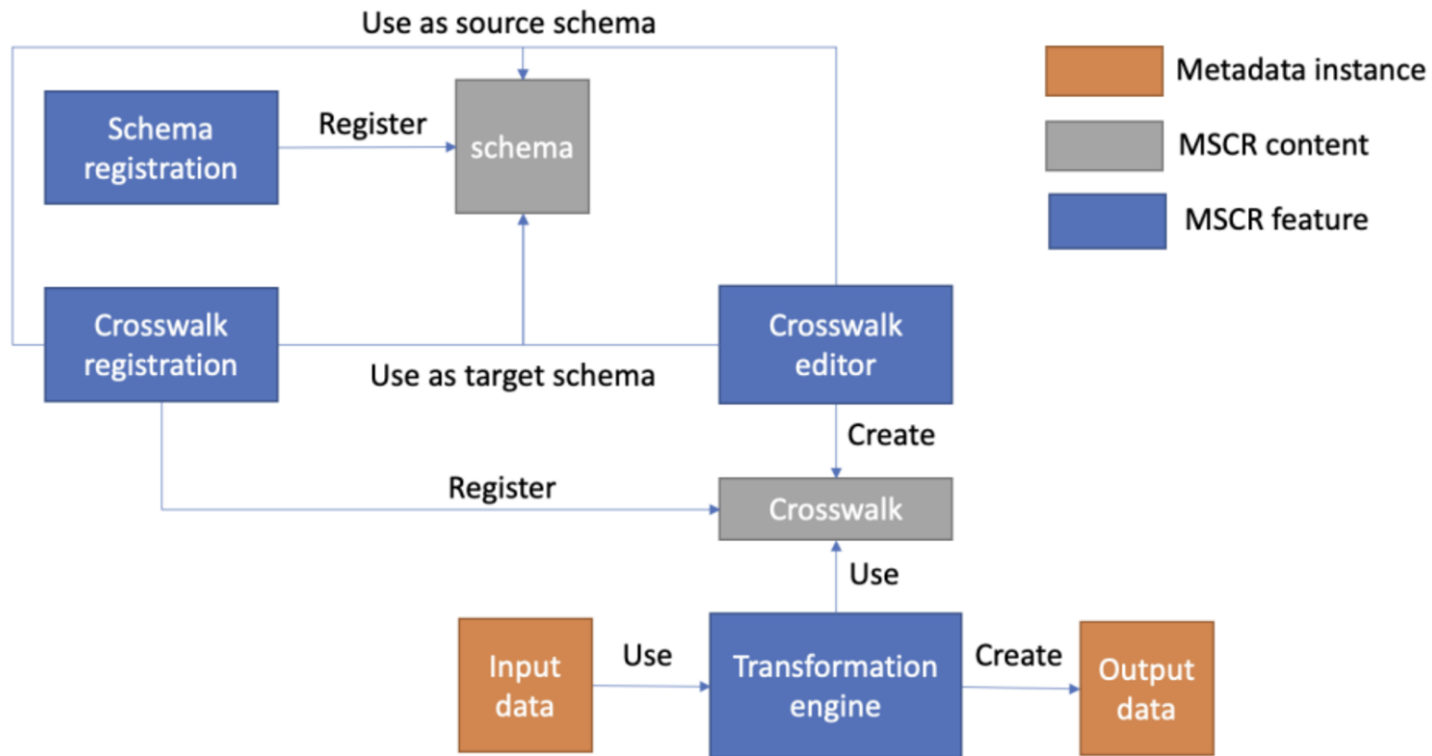 Use as source schema
Metadata instance
Schema
registration
Register
schema
MSCR content
MSCR feature
Crosswalk
registration
Use as target schema
Crosswalk
editor
Create
Register
Crosswalk
Use
Input
data
Use
Transformation
engine
Create
Output
data